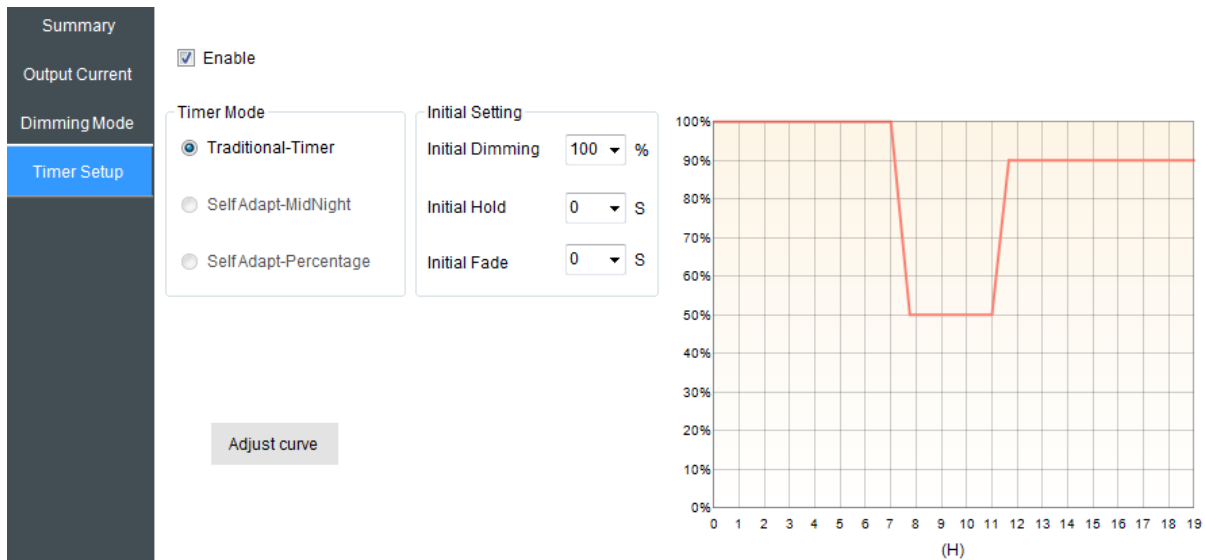 Summary
Output Current
Dimming Mode
Timer Setup
Enable
Timer Mode
Traditional-Timer
Self Adapt-MidNight
Self Adapt-Percentage
Initial Setting
Initial Dimming 100 %
Initial Hold 0 S
Initial Fade 0 S
Adjust curve
100%
90%
80%
70%
60%
50%
40%
30%
20%
10%
0%
0 1 2 3 4 5 6 7 8 9 10 11 12 13 14 15 16 17 18 19
(H)